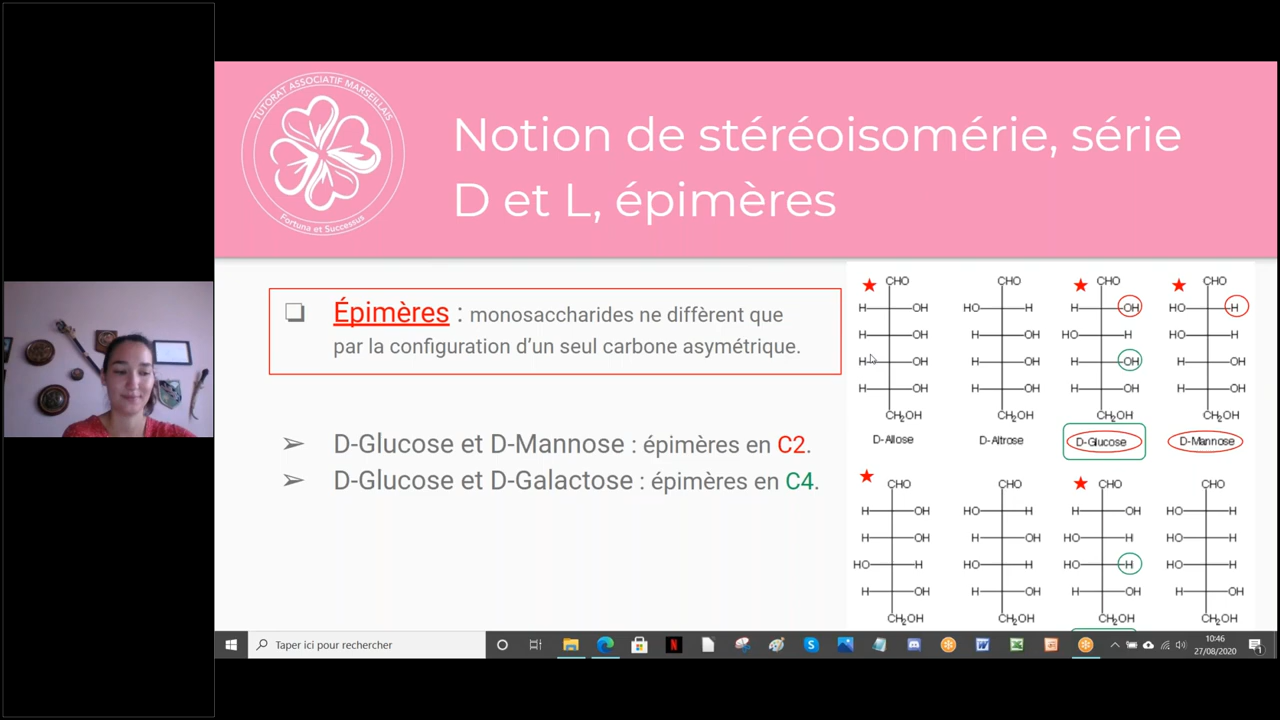 TUTORAT ASSOCIATIF MARSEILLAIS
Fortuna et Successus
Notion de stéréoisomérie, série
D et L, épimères
Épimères : monosaccharides ne diffèrent que
par la configuration d'un seul carbone asymétrique.
D-Glucose et D-Mannose : épimères en C2.
D-Glucose et D-Galactose : épimères en C4.
CHO CHO CHO CHO
H OH HO H H OH HO H
H OH H OH HO H HO H
H OH H OH H OH H OH
H OH H OH H OH H OH
CH2OH CH2OH CH2OH CH2OH
D-Allose D-Altrose D-Glucose D-Mannose
CHO CHO CHO CHO
H OH HO H H OH HO H
H OH H OH HO H HO H
HO H HO H HO H HO H
H OH H OH H OH H OH
CH2OH CH2OH CH2OH CH2OH
Taper ici pour rechercher
10:46
27/08/2020